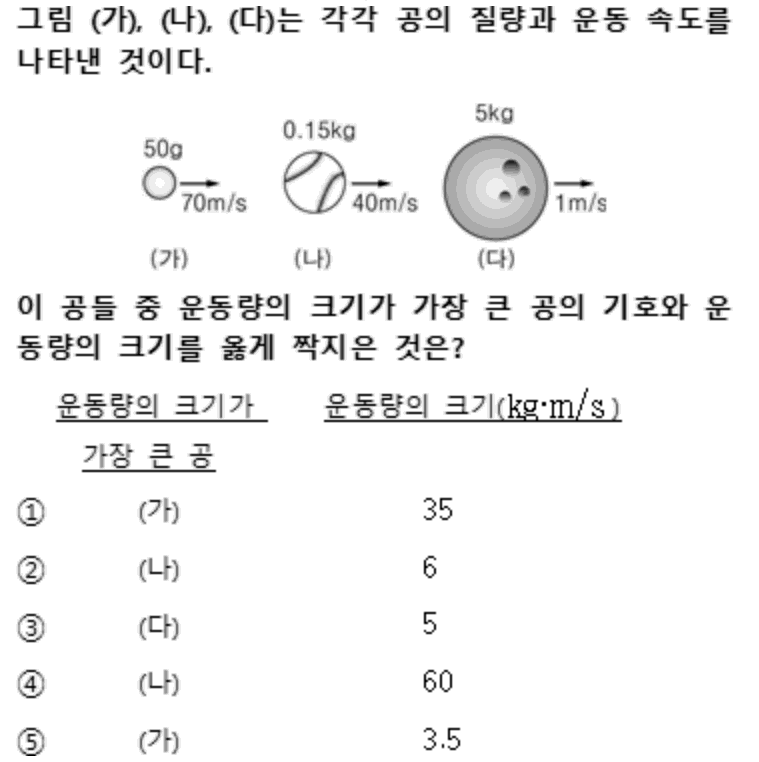 그림 (가), (나), (다)는 각각 공의 질량과 운동 속도를
나타낸 것이다.
5kg
0.15kg
50g
70m/s
40m/s
1m/s
(가)
(나)
(다)
이 공들 중 운동량의 크기가 가장 큰 공의 기호와 운
동량의 크기를 옳게 짝지은 것은?
운동량의 크기가 운동량의 크기(kg·m/s)
가장 큰 공
① (가) 35
② (나) 6
③ (다) 5
④ (나) 60
⑤ (가) 3.5